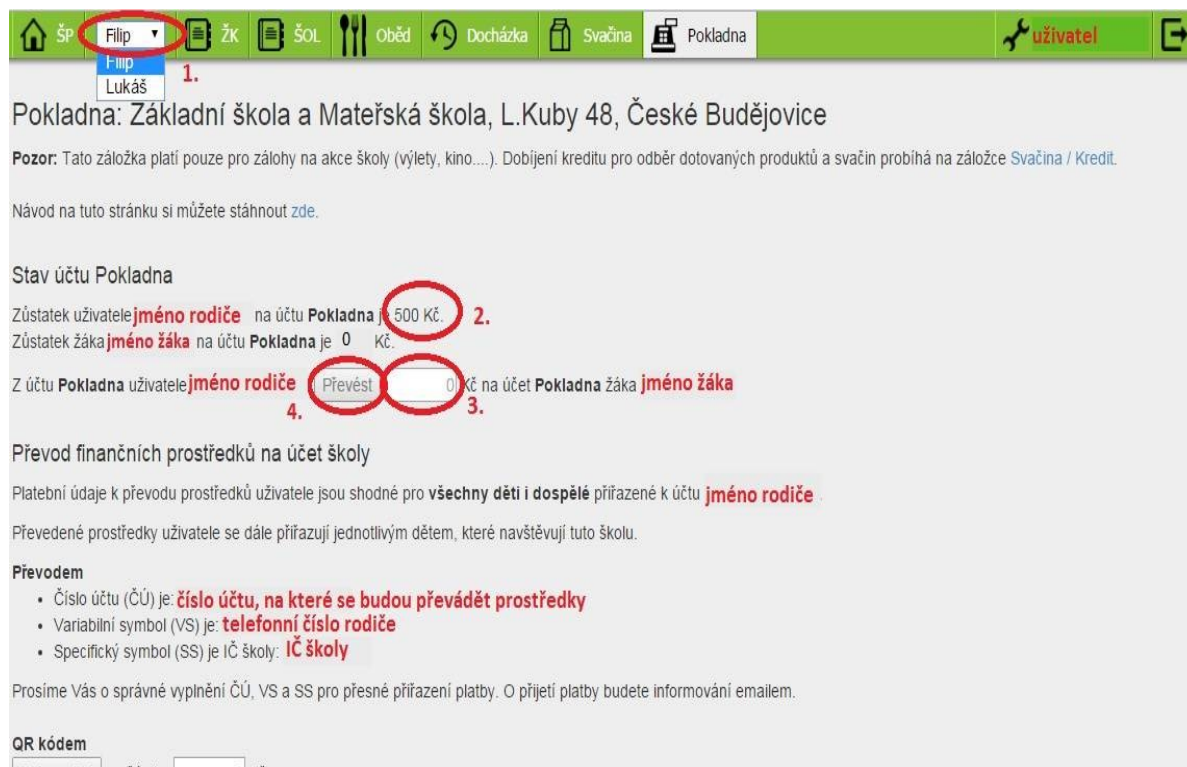 ŠP Filip ŽK ŠOL Oběd Docházka Svačina Pokladna uživatel
Filip
1.
Lukáš
Pokladna: Základní škola a Mateřská škola, L.Kuby 48, České Budějovice
Pozor: Tato záložka platí pouze pro zálohy na akce školy (výlety, kino....). Dobíjení kreditu pro odběr dotovaných produktů a svačin probíhá na záložce Svačina / Kredit.
Návod na tuto stránku si můžete stáhnout zde.
Stav účtu Pokladna
Zůstatek uživatele jméno rodiče na účtu Pokladna je 500 Kč. 2.
Zůstatek žáka jméno žáka na účtu Pokladna je 0 Kč.
Z účtu Pokladna uživatele jméno rodiče Převést 0 Kč na účet Pokladna žáka jméno žáka
4. 3.
Převod finančních prostředků na účet školy
Platební údaje k převodu prostředků uživatele jsou shodné pro všechny děti i dospělé přiřazené k účtu jméno rodiče .
Převedené prostředky uživatele se dále přiřazují jednotlivým dětem, které navštěvují tuto školu.
Převodem
• Číslo účtu (ČÚ) je: číslo účtu, na které se budou převádět prostředky
• Variabilní symbol (VS) je: telefonní číslo rodiče
• Specifický symbol (SS) je IČ školy: IČ školy
Prosíme Vás o správné vyplnění ČÚ, VS a SS pro přesné přiřazení platby. O přijetí platby budete informování emailem.
QR kódem